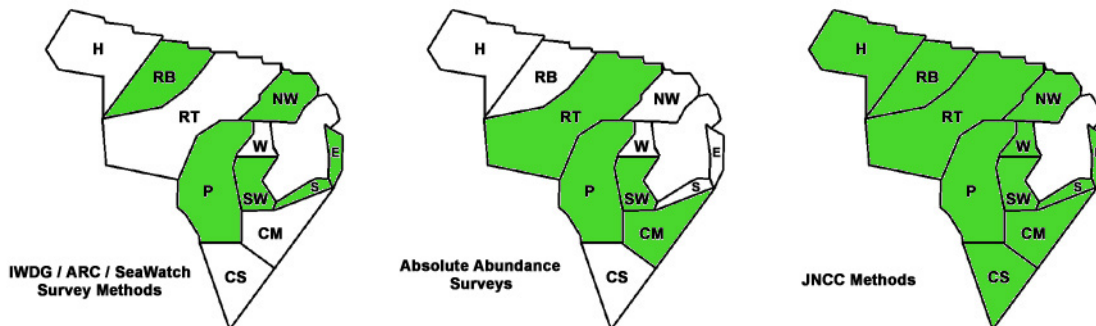 H
RB
RT
NW
W
E
P
SW
S
CM
CS
IWDG / ARC / SeaWatch
Survey Methods
H
RB
RT
NW
W
E
P
SW
S
CM
CS
Absolute Abundance
Surveys
H
RB
RT
NW
W
E
P
SW
S
CM
CS
JNCC Methods